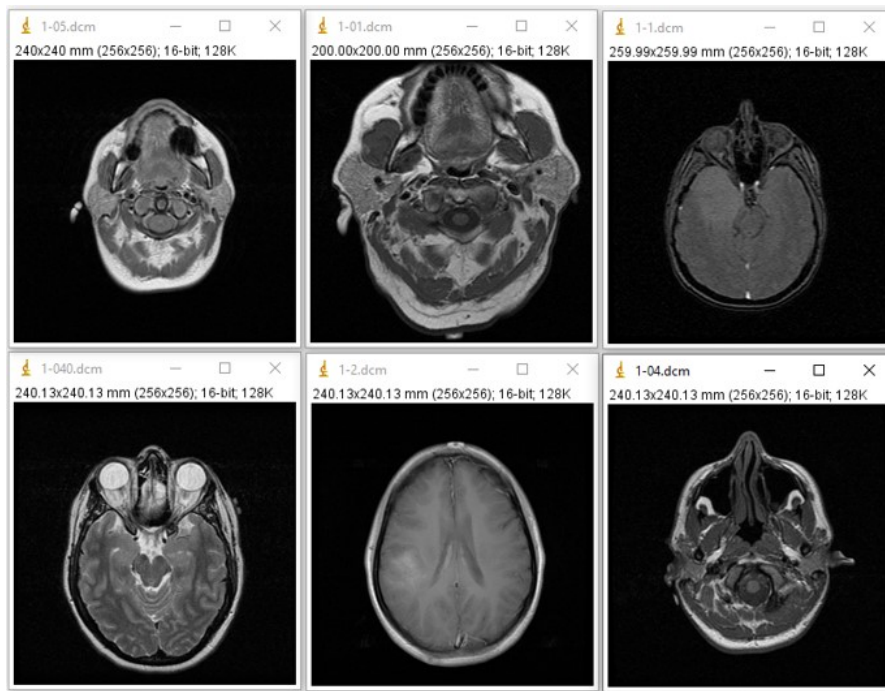 1-05.dcm
240x240 mm (256x256); 16-bit; 128K
1-01.dcm
200.00x200.00 mm (256x256); 16-bit; 128K
1-1.dcm
259.99x259.99 mm (256x256); 16-bit; 128K
1-040.dcm
240.13x240.13 mm (256x256); 16-bit; 128K
1-2.dcm
240.13x240.13 mm (256x256); 16-bit; 128K
1-04.dcm
240.13x240.13 mm (256x256); 16-bit; 128K